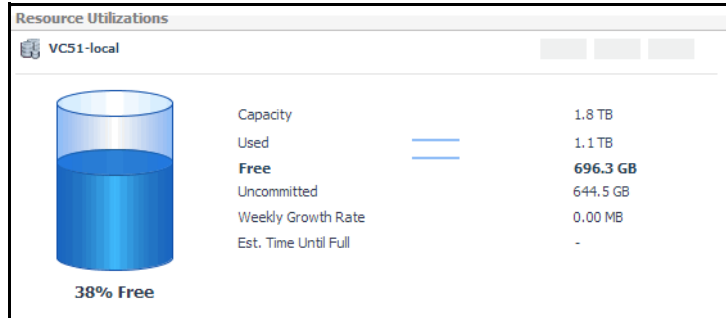 Resource Utilizations
VC51-local
Capacity 1.8 TB
Used 1.1 TB
Free 696.3 GB
Uncommitted 644.5 GB
Weekly Growth Rate 0.00 MB
Est. Time Until Full -
38% Free